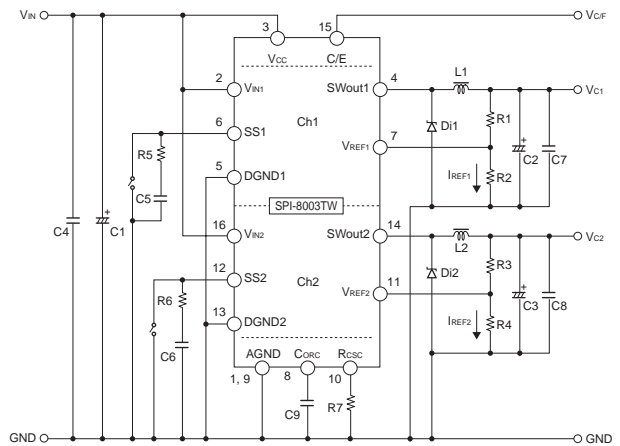 VIN
VC/F
3
15
VCC
C/E
2
VIN1
SWout1
4
L1
VC1
Ch1
6
SS1
R5
Di1
R1
C2
C7
VREF1
7
5
DGND1
IREF1
R2
C5
C4
C1
SPI-8003TW
16
VIN2
SWout2
14
L2
VC2
12
SS2
Ch2
R6
Di2
R3
C3
C8
VREF2
11
13
DGND2
IREF2
R4
C6
AGND
CORC
RCSC
1, 9
8
10
C9
R7
GND
GND